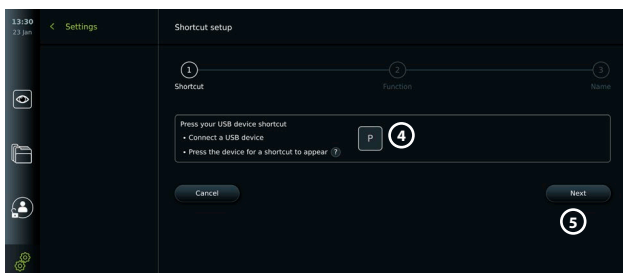 13:30
23 Jan
< Settings
Shortcut setup
1
2
3
Shortcut
Function
Name
Press your USB device shortcut
• Connect a USB device
• Press the device for a shortcut to appear ?
P
4
Cancel
Next
5